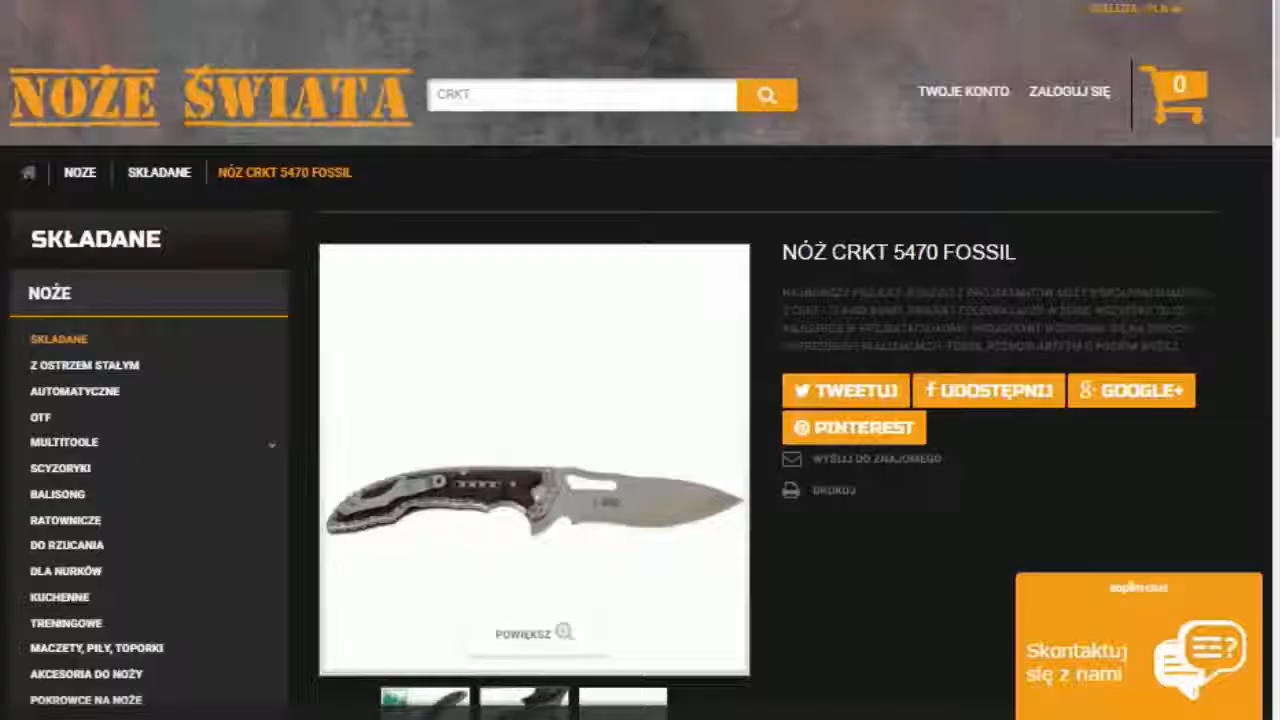 NOŻE ŚWIATA
CRKT
TWOJE KONTO
ZALOGUJ SIĘ
0
NOŻE
SKŁADANE
NÓŻ CRKT 5470 FOSSIL
SKŁADANE
NOŻE
SKŁADANE
Z OSTRZEM STAŁYM
AUTOMATYCZNE
OTF
MULTITOOLE
SCYZORYKI
BALISONG
RATOWNICZE
DO RZUCANIA
DLA NURKÓW
KUCHENNE
TRENINGOWE
MACZETY, PIŁY, TOPORKI
AKCESORIA DO NOŻY
POKROWCE NA NOŻE
POWIĘKSZ
NÓŻ CRKT 5470 FOSSIL
TWEETUJ
UDOSTĘPNIJ
GOOGLE+
PINTEREST
WYŚLIJ DO ZNAJOMEGO
DRUKUJ
Skontaktuj
się z nami